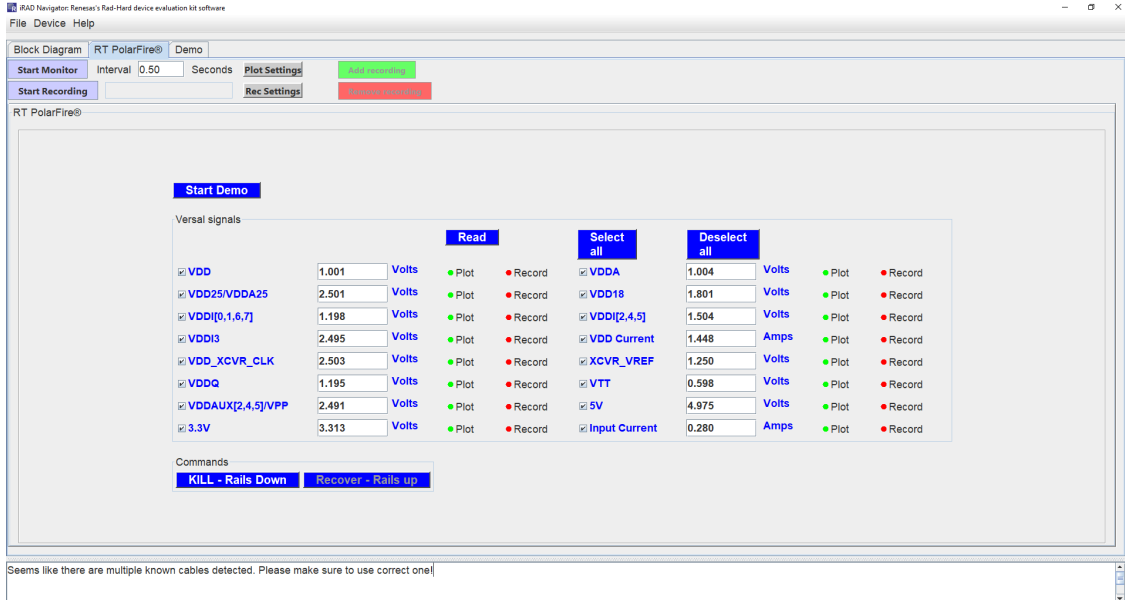 iRAD Navigator: Renesas's Rad-Hard device evaluation kit software
File Device Help
Block Diagram RT PolarFire® Demo
Start Monitor Interval 0.50 Seconds Plot Settings Add recording
Start Recording Rec Settings
RT PolarFire®
Start Demo
Versal signals
Read Select all Deselect all
VDD 1.001 Volts Plot Record VDDA 1.004 Volts Plot Record
VDD25/VDDA25 2.501 Volts Plot Record VDD18 1.801 Volts Plot Record
VDDI[0,1,6,7] 1.198 Volts Plot Record VDDI[2,4,5] 1.504 Volts Plot Record
VDDI3 2.495 Volts Plot Record VDD Current 1.448 Amps Plot Record
VDD_XCVR_CLK 2.503 Volts Plot Record XCVR_VREF 1.250 Volts Plot Record
VDDQ 1.195 Volts Plot Record VTT 0.598 Volts Plot Record
VDDAUX[2,4,5]/VPP 2.491 Volts Plot Record 5V 4.975 Volts Plot Record
3.3V 3.313 Volts Plot Record Input Current 0.280 Amps Plot Record
Commands
KILL - Rails Down Recover - Rails up
Seems like there are multiple known cables detected. Please make sure to use correct one!